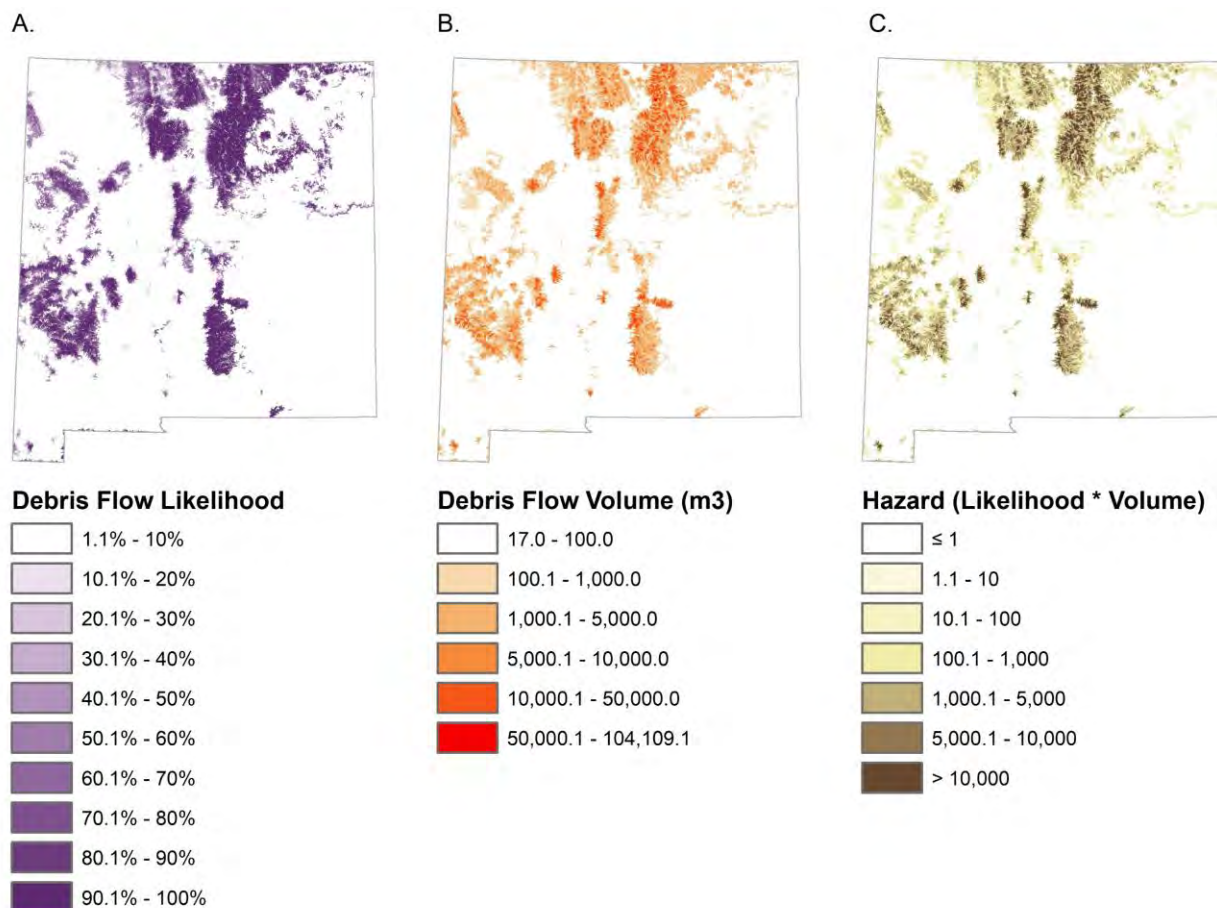 A.
B.
C.
Debris Flow Likelihood
1.1% - 10%
10.1% - 20%
20.1% - 30%
30.1% - 40%
40.1% - 50%
50.1% - 60%
60.1% - 70%
70.1% - 80%
80.1% - 90%
90.1% - 100%
Debris Flow Volume (m3)
17.0 - 100.0
100.1 - 1,000.0
1,000.1 - 5,000.0
5,000.1 - 10,000.0
10,000.1 - 50,000.0
50,000.1 - 104,109.1
Hazard (Likelihood * Volume)
≤ 1
1.1 - 10
10.1 - 100
100.1 - 1,000
1,000.1 - 5,000
5,000.1 - 10,000
> 10,000